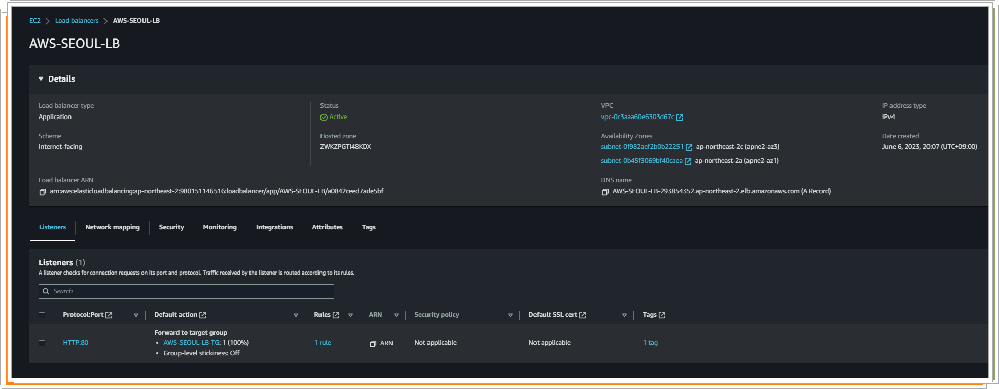 EC2 > Load balancers > AWS-SEOUL-LB
AWS-SEOUL-LB
Details
Load balancer type
Application
Status
Active
VPC
vpc-0c3aaa60e6303d67c
IP address type
IPv4
Scheme
Internet-facing
Hosted zone
ZWKZPGTI48KDX
Availability Zones
subnet-0f982aef2b0b22251 ap-northeast-2c (apne2-az3)
subnet-0b45f3069bf40caea ap-northeast-2a (apne2-az1)
Date created
June 6, 2023, 20:07 (UTC+09:00)
Load balancer ARN
arn:aws:elasticloadbalancing:ap-northeast-2:980151146516:loadbalancer/app/AWS-SEOUL-LB/a0842ceed7ade5bf
DNS name
AWS-SEOUL-LB-293854352.ap-northeast-2.elb.amazonaws.com (A Record)
Listeners Network mapping Security Monitoring Integrations Attributes Tags
Listeners (1)
A listener checks for connection requests on its port and protocol. Traffic received by the listener is routed according to its rules.
Search
Protocol:Port Default action Rules ARN Security policy Default SSL cert Tags
Forward to target group
HTTP:80 • AWS-SEOUL-LB-TG: 1 (100%) 1 rule ARN Not applicable Not applicable 1 tag
• Group-level stickiness: Off